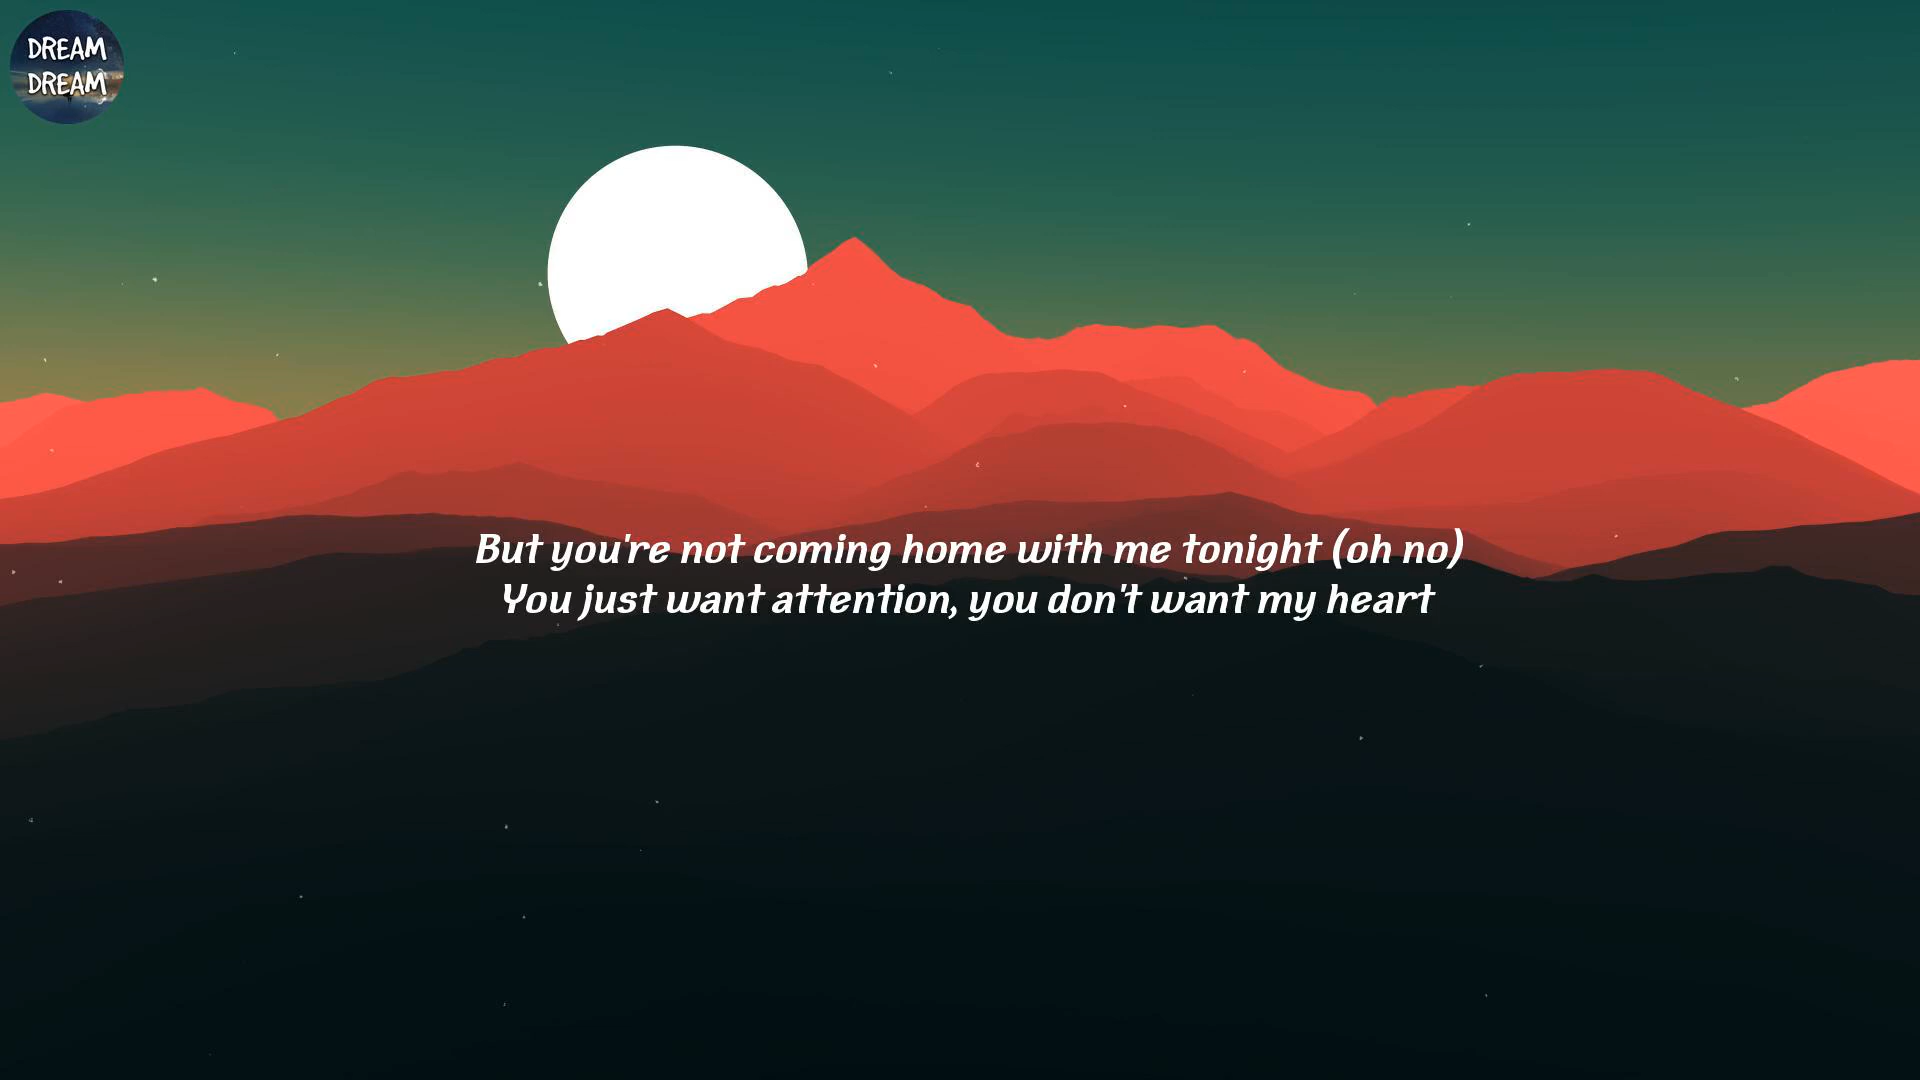 DREAM
DREAM
But you're not coming home with me tonight (oh no)
You just want attention, you don't want my heart